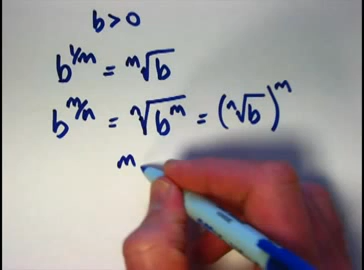 b > 0
b^{1/m} = ᵐ√b
b^{m/n} = ⁿ√(b^m) = (ⁿ√b)^m
m